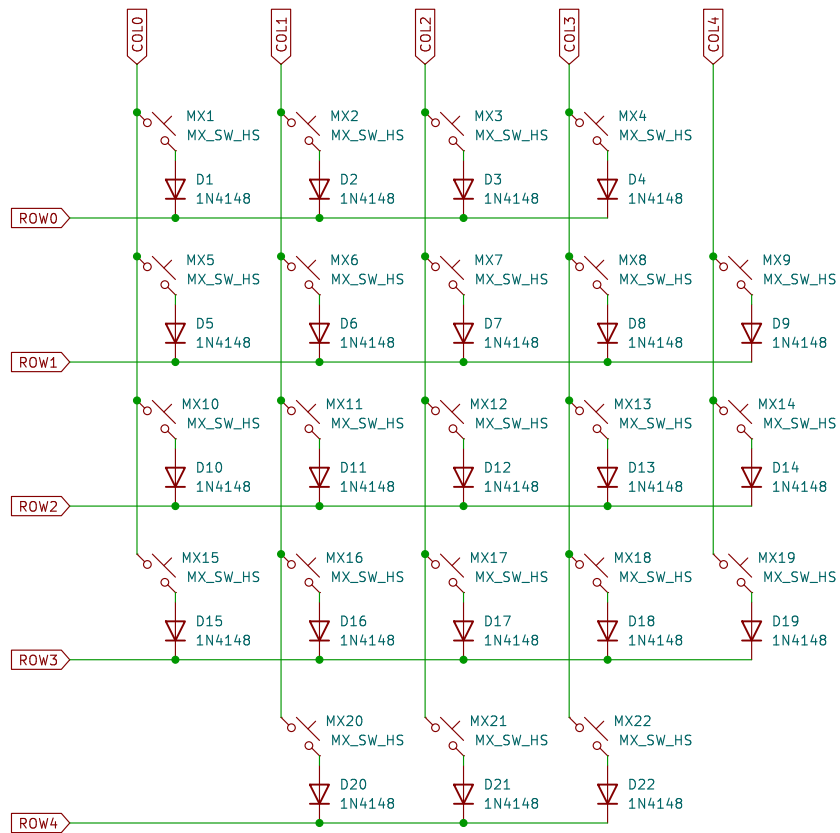 COL0 COL1 COL2 COL3 COL4
MX1 MX2 MX3 MX4
MX_SW_HS MX_SW_HS MX_SW_HS MX_SW_HS
D1 D2 D3 D4
1N4148 1N4148 1N4148 1N4148
ROW0
MX5 MX6 MX7 MX8 MX9
MX_SW_HS MX_SW_HS MX_SW_HS MX_SW_HS MX_SW_HS
D5 D6 D7 D8 D9
1N4148 1N4148 1N4148 1N4148 1N4148
ROW1
MX10 MX11 MX12 MX13 MX14
MX_SW_HS MX_SW_HS MX_SW_HS MX_SW_HS MX_SW_HS
D10 D11 D12 D13 D14
1N4148 1N4148 1N4148 1N4148 1N4148
ROW2
MX15 MX16 MX17 MX18 MX19
MX_SW_HS MX_SW_HS MX_SW_HS MX_SW_HS MX_SW_HS
D15 D16 D17 D18 D19
1N4148 1N4148 1N4148 1N4148 1N4148
ROW3
MX20 MX21 MX22
MX_SW_HS MX_SW_HS MX_SW_HS
D20 D21 D22
1N4148 1N4148 1N4148
ROW4